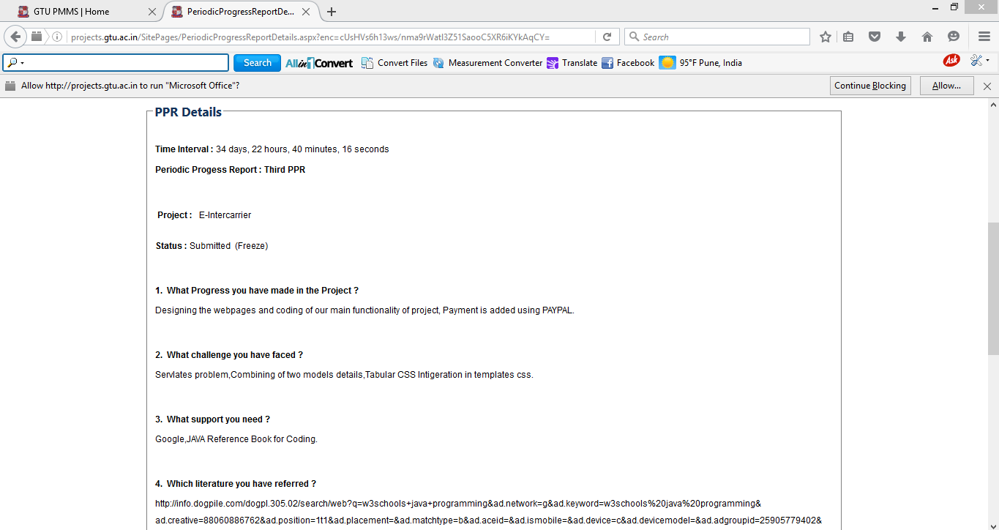 GTU PMMS | Home
PeriodicProgressReportDe...
projects.gtu.ac.in/SitePages/PeriodicProgressReportDetails.aspx?enc=cUsHVs6h13ws/nma9rWatI3Z51SaooC5XR6iKYkAqCY=
Search
Search
Allin1Convert
Convert Files
Measurement Converter
Translate
Facebook
95°F Pune, India
Ask
Allow http://projects.gtu.ac.in to run "Microsoft Office"?
Continue Blocking
Allow...
PPR Details
Time Interval : 34 days, 22 hours, 40 minutes, 16 seconds
Periodic Progess Report : Third PPR
Project : E-Intercarrier
Status : Submitted (Freeze)
1. What Progress you have made in the Project ?
Designing the webpages and coding of our main functionality of project, Payment is added using PAYPAL.
2. What challenge you have faced ?
Servlates problem,Combining of two models details,Tabular CSS Intigeration in templates css.
3. What support you need ?
Google,JAVA Reference Book for Coding.
4. Which literature you have referred ?
http://info.dogpile.com/dogpl.305.02/search/web?q=w3schools+java+programming&ad.network=g&ad.keyword=w3schools%20java%20programming&
ad.creative=88060886762&ad.position=1t1&ad.placement=&ad.matchtype=b&ad.aceid=&ad.ismobile=&ad.device=c&ad.devicemodel=&ad.adgroupid=25905779402&